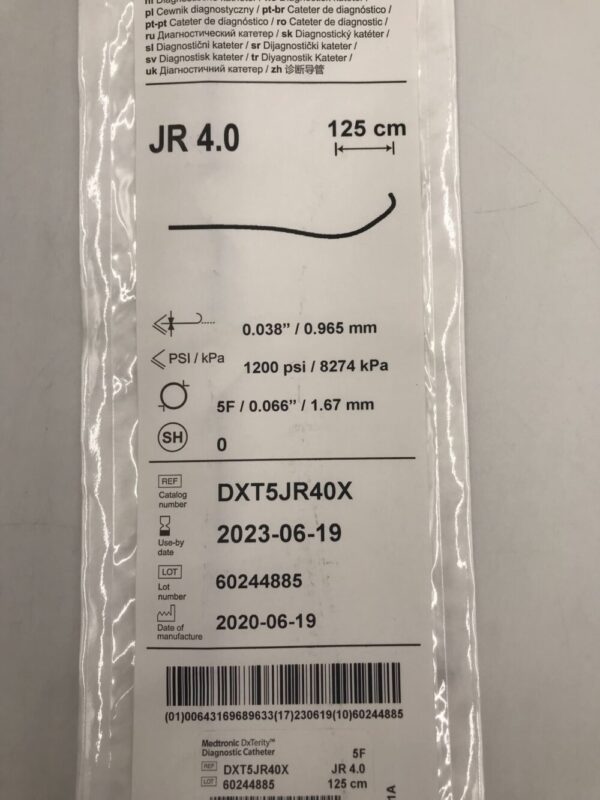 pl Cewnik diagnostyczny / pt-br Cateter de diagnóstico /
pt-pt Cateter de diagnóstico / ro Cateter de diagnostic /
ru Диагностический катетер / sk Diagnostický katéter /
sl Diagnostični kateter / sr Dijagnostički kateter /
sv Diagnostisk kateter / tr Diyagnostik Kateter /
uk Діагностичний катетер / zh 诊断导管
JR 4.0
125 cm
0.038” / 0.965 mm
PSI / kPa
1200 psi / 8274 kPa
5F / 0.066” / 1.67 mm
SH
0
REF
Catalog
number
DXT5JR40X
Use-by
date
2023-06-19
LOT
Lot
number
60244885
Date of
manufacture
2020-06-19
(01)00643169689633(17)230619(10)60244885
Medtronic DxTerity™
Diagnostic Catheter
5F
REF DXT5JR40X JR 4.0
LOT 60244885 125 cm
1A